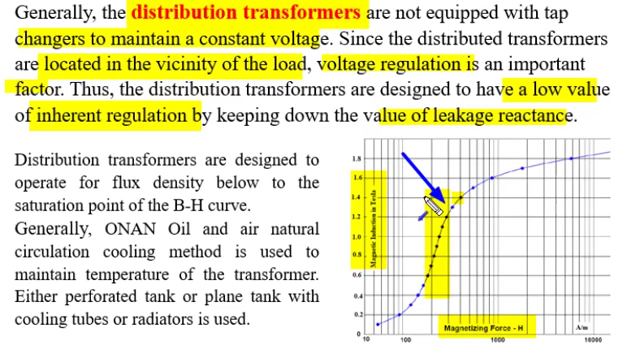 Generally, the distribution transformers are not equipped with tap
changers to maintain a constant voltage. Since the distributed transformers
are located in the vicinity of the load, voltage regulation is an important
factor. Thus, the distribution transformers are designed to have a low value
of inherent regulation by keeping down the value of leakage reactance.
Distribution transformers are designed to
operate for flux density below to the
saturation point of the B-H curve.
Generally, ONAN Oil and air natural
circulation cooling method is used to
maintain temperature of the transformer.
Either perforated tank or plane tank with
cooling tubes or radiators is used.
Magnetic Induction in Tesla
1.8
1.6
1.4
1.2
1.0
0.8
0.6
0.4
0.2
0
10 100 1000 10000
Magnetizing Force - H A/m